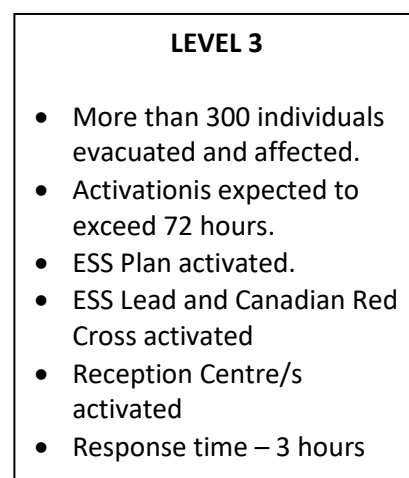 LEVEL 3
• More than 300 individuals
evacuated and affected.
• Activationis expected to
exceed 72 hours.
• ESS Plan activated.
• ESS Lead and Canadian Red
Cross activated
• Reception Centre/s
activated
• Response time – 3 hours